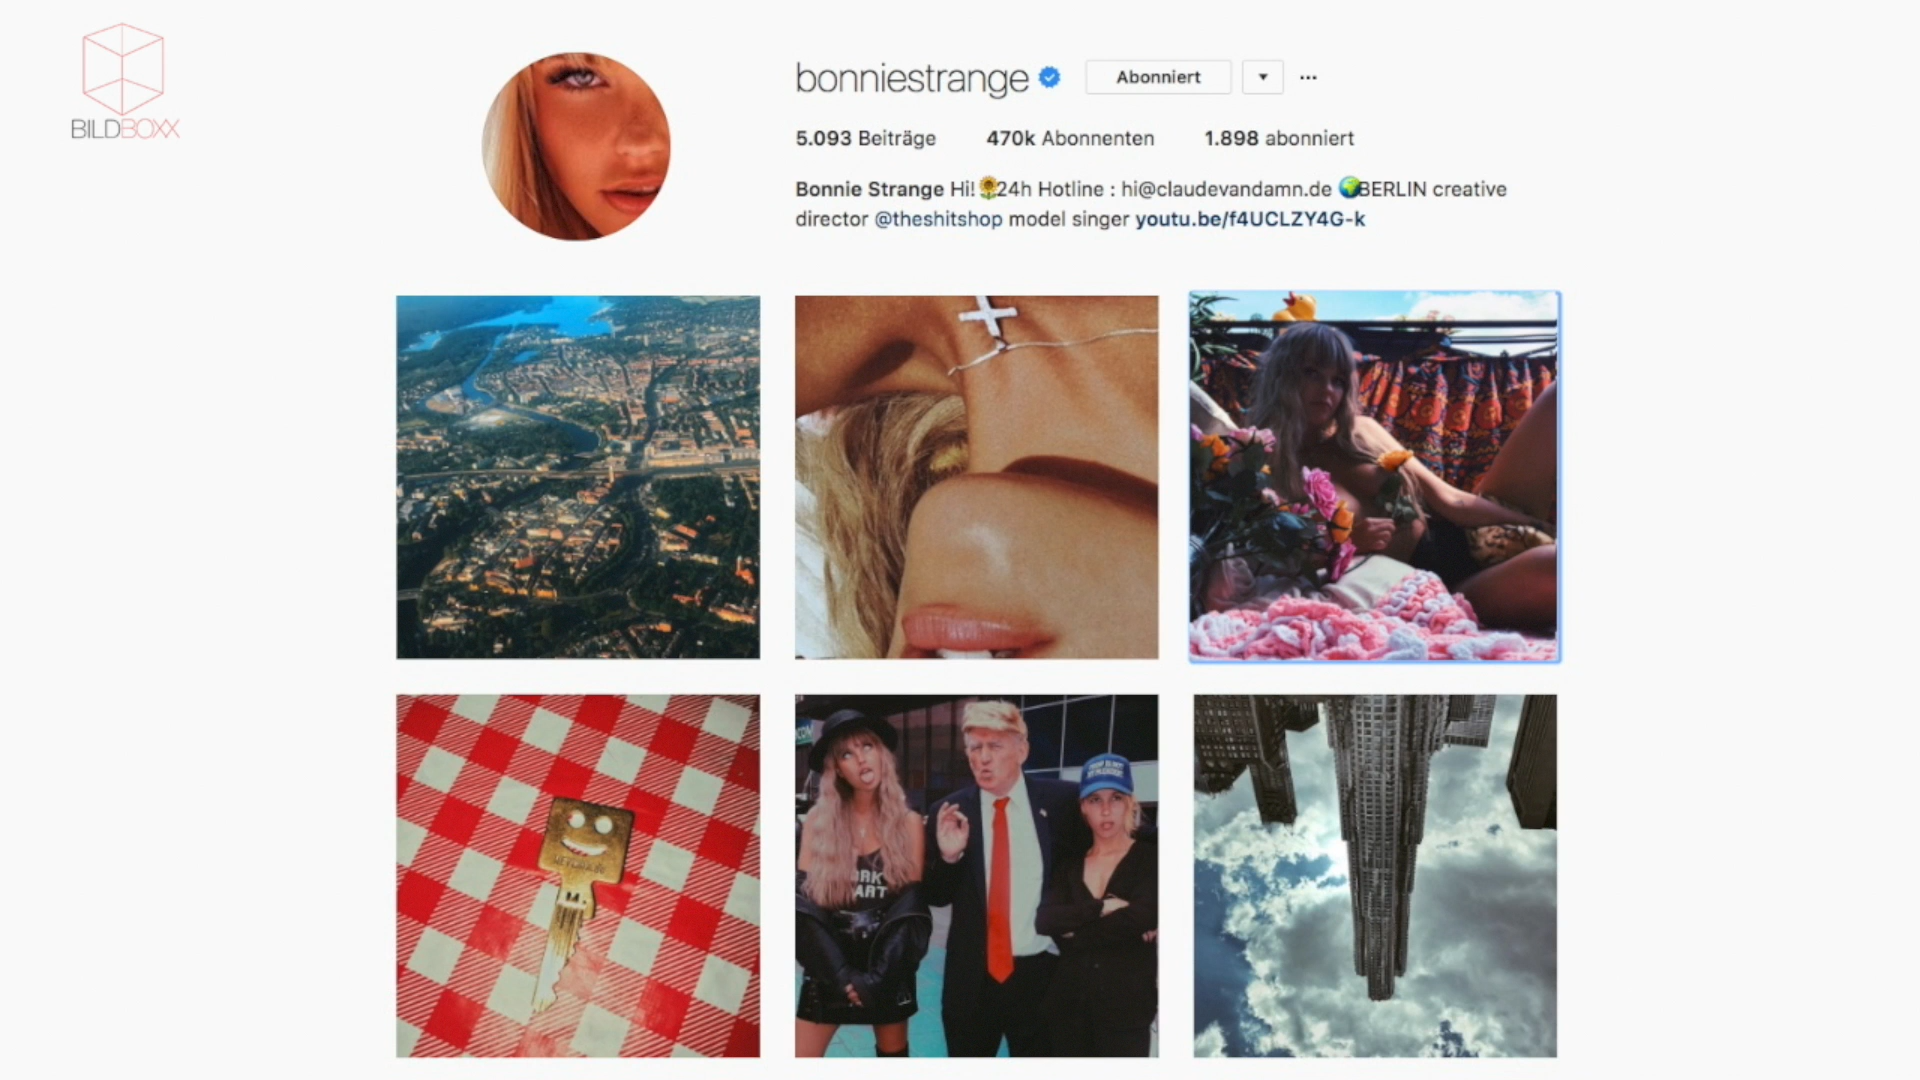 BILDBOXX
bonniestrange Abonniert ...
5.093 Beiträge 470k Abonnenten 1.898 abonniert
Bonnie Strange Hi! 🌻24h Hotline : hi@claudevandamn.de 🌍BERLIN creative
director @theshitshop model singer youtu.be/f4UCLZY4G-k